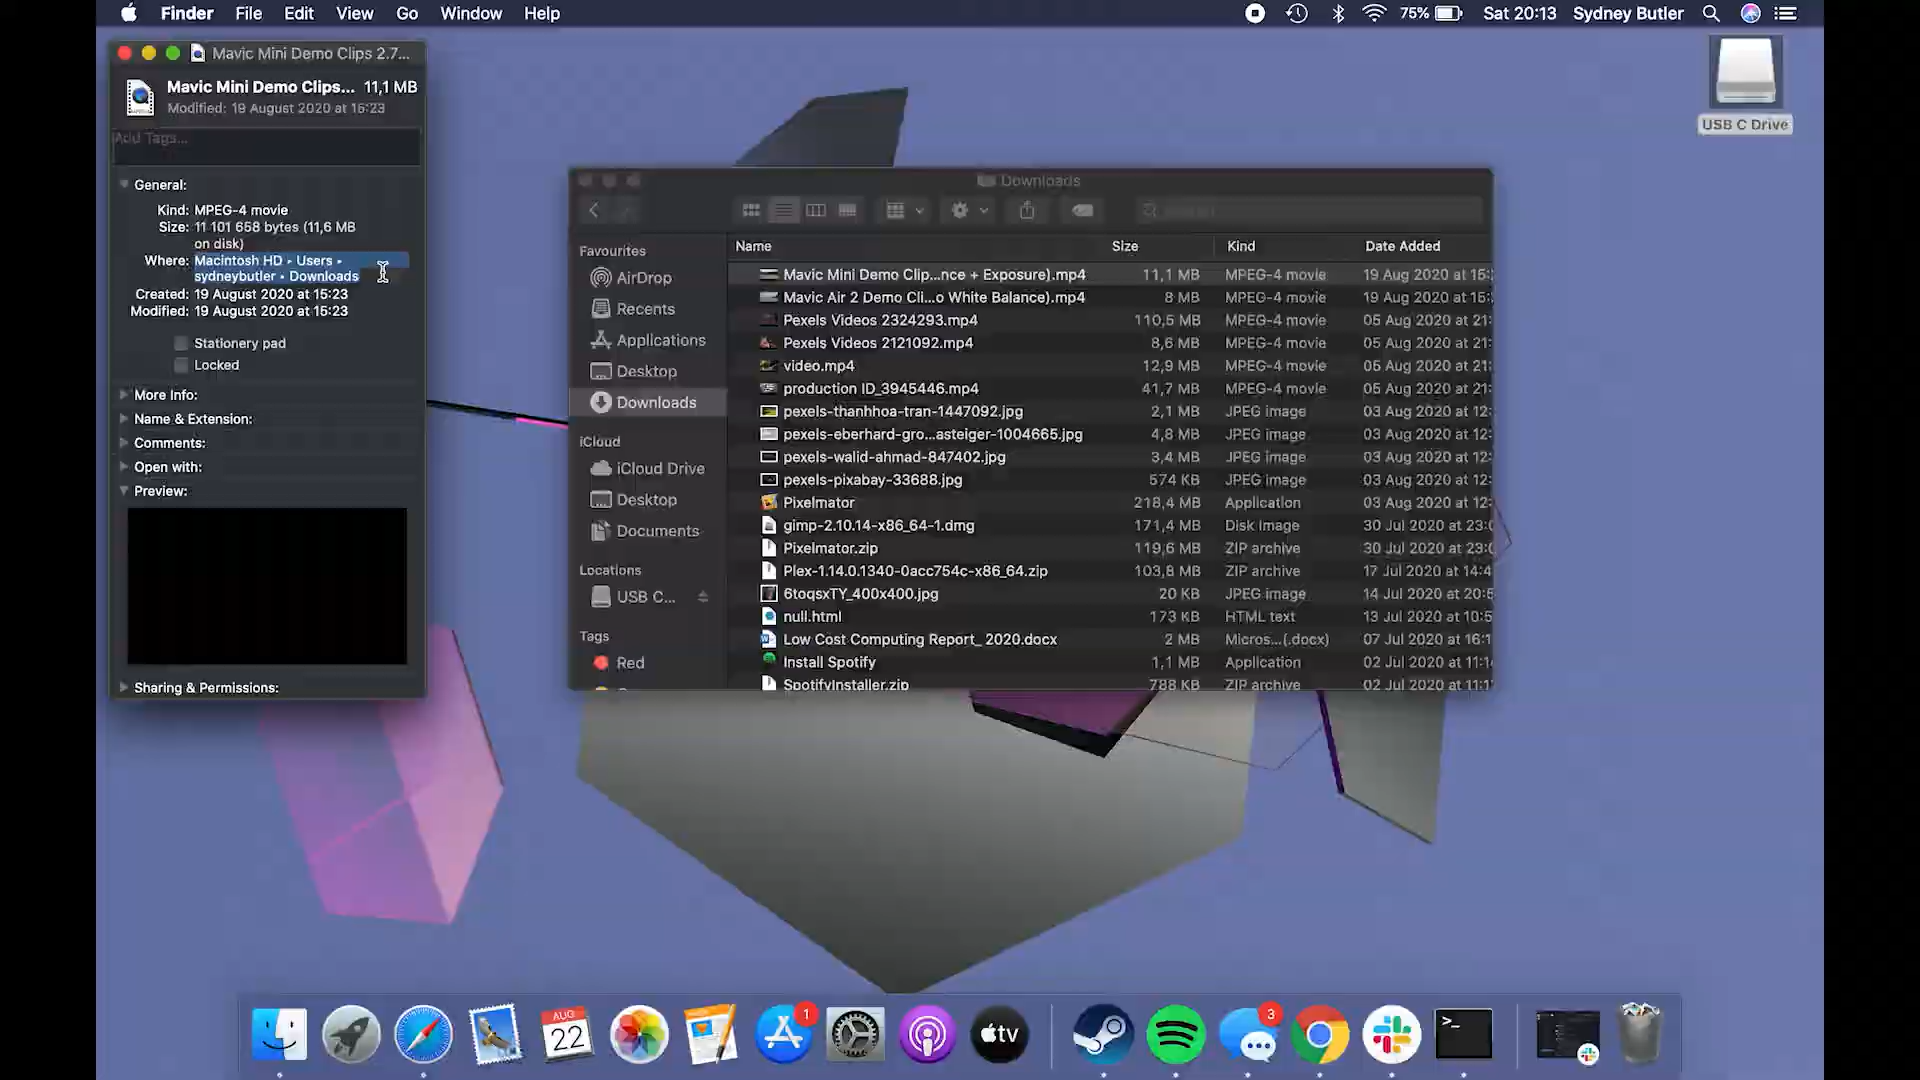 Finder File Edit View Go Window Help 75% Sat 20:13 Sydney Butler
Mavic Mini Demo Clips 2.7...
Mavic Mini Demo Clips... 11,1 MB
Modified: 19 August 2020 at 15:23
Add Tags...
General:
Kind: MPEG-4 movie
Size: 11 101 658 bytes (11,6 MB
on disk)
Where: Macintosh HD ▸ Users ▸
sydneybutler ▸ Downloads
Created: 19 August 2020 at 15:23
Modified: 19 August 2020 at 15:23
Stationery pad
Locked
More Info:
Name & Extension:
Comments:
Open with:
Preview:
Sharing & Permissions:
Downloads
Favourites
AirDrop
Recents
Applications
Desktop
Downloads
iCloud
iCloud Drive
Desktop
Documents
Locations
USB C...
Tags
Red
Name Size Kind Date Added
Mavic Mini Demo Clip...nce + Exposure).mp4 11,1 MB MPEG-4 movie 19 Aug 2020 at 15:
Mavic Air 2 Demo Cli...o White Balance).mp4 8 MB MPEG-4 movie 19 Aug 2020 at 15:
Pexels Videos 2324293.mp4 110,5 MB MPEG-4 movie 05 Aug 2020 at 21:
Pexels Videos 2121092.mp4 8,6 MB MPEG-4 movie 05 Aug 2020 at 21:
video.mp4 12,9 MB MPEG-4 movie 05 Aug 2020 at 21:
production ID_3945446.mp4 41,7 MB MPEG-4 movie 05 Aug 2020 at 21:
pexels-thanhhoa-tran-1447092.jpg 2,1 MB JPEG image 03 Aug 2020 at 12:
pexels-eberhard-gro...asteiger-1004665.jpg 4,8 MB JPEG image 03 Aug 2020 at 12:
pexels-walid-ahmad-847402.jpg 3,4 MB JPEG image 03 Aug 2020 at 12:
pexels-pixabay-33688.jpg 574 KB JPEG image 03 Aug 2020 at 12:
Pixelmator 218,4 MB Application 03 Aug 2020 at 12:
gimp-2.10.14-x86_64-1.dmg 171,4 MB Disk Image 30 Jul 2020 at 23:0
Pixelmator.zip 119,6 MB ZIP archive 30 Jul 2020 at 23:0
Plex-1.14.0.1340-0acc754c-x86_64.zip 103,8 MB ZIP archive 17 Jul 2020 at 14:4
6toqsxTY_400x400.jpg 20 KB JPEG image 14 Jul 2020 at 20:5
null.html 173 KB HTML text 13 Jul 2020 at 10:5
Low Cost Computing Report_ 2020.docx 2 MB Micros...(.docx) 07 Jul 2020 at 16:1
Install Spotify 1,1 MB Application 02 Jul 2020 at 11:1
SpotifyInstaller.zip 788 KB ZIP archive 02 Jul 2020 at 11:1
USB C Drive
AUG
22
1
tv
3
>_